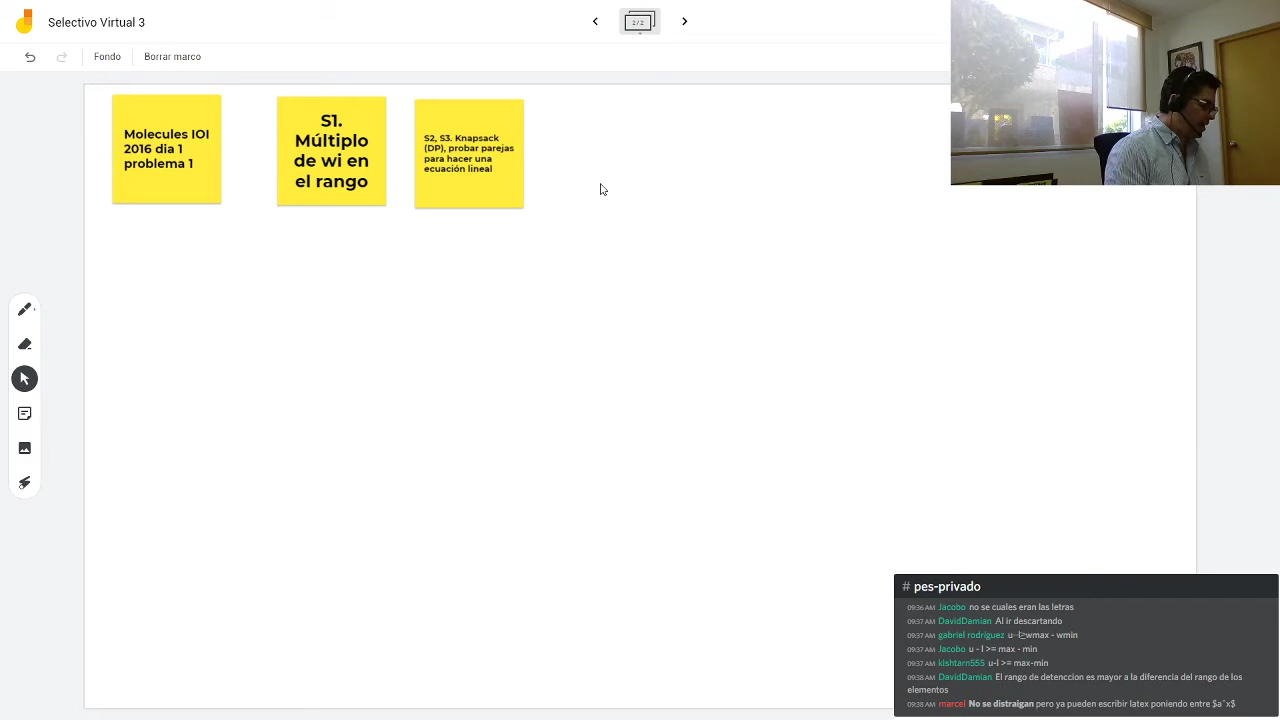 Selectivo Virtual 3
2 / 2
Fondo
Borrar marco
Molecules IOI
2016 dia 1
problema 1
S1.
Múltiplo
de wi en
el rango
S2, S3. Knapsack
(DP), probar parejas
para hacer una
ecuación lineal
# pes-privado
09:36 AM Jacobo no se cuales eran las letras
09:37 AM DavidDamian Al ir descartando
09:37 AM gabriel rodriguez u−l≥wmax - wmin
09:37 AM Jacobo u - l >= max - min
09:37 AM kishtarn555 u-l >= max-min
09:38 AM DavidDamian El rango de detenccion es mayor a la diferencia del rango de los
elementos
09:38 AM marcel No se distraigan pero ya pueden escribir latex poniendo entre $a^x$